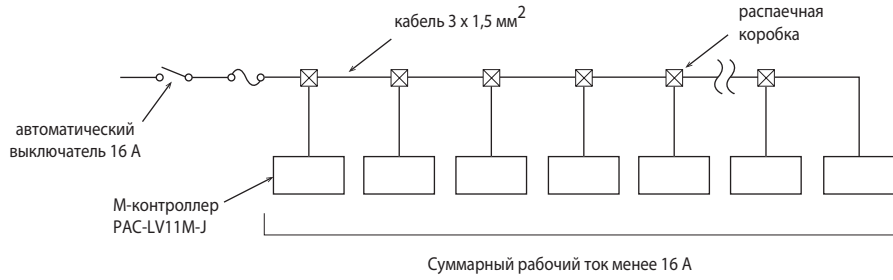 кабель 3 x 1,5 мм²
распаечная
коробка
автоматический
выключатель 16 А
М-контроллер
PAC-LV11M-J
Суммарный рабочий ток менее 16 А